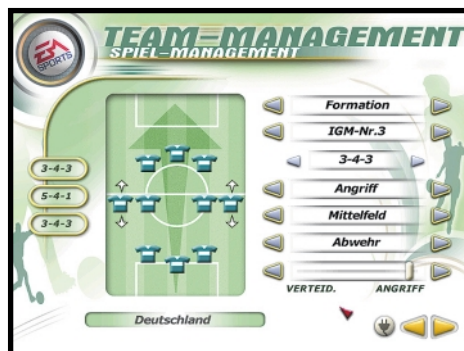 EA
SPORTS
TEAM-MANAGEMENT
SPIEL-MANAGEMENT
3-4-3
5-4-1
3-4-3
Formation
IGM-Nr.3
3-4-3
Angriff
Mittelfeld
Abwehr
VERTEID. ANGRIFF
Deutschland